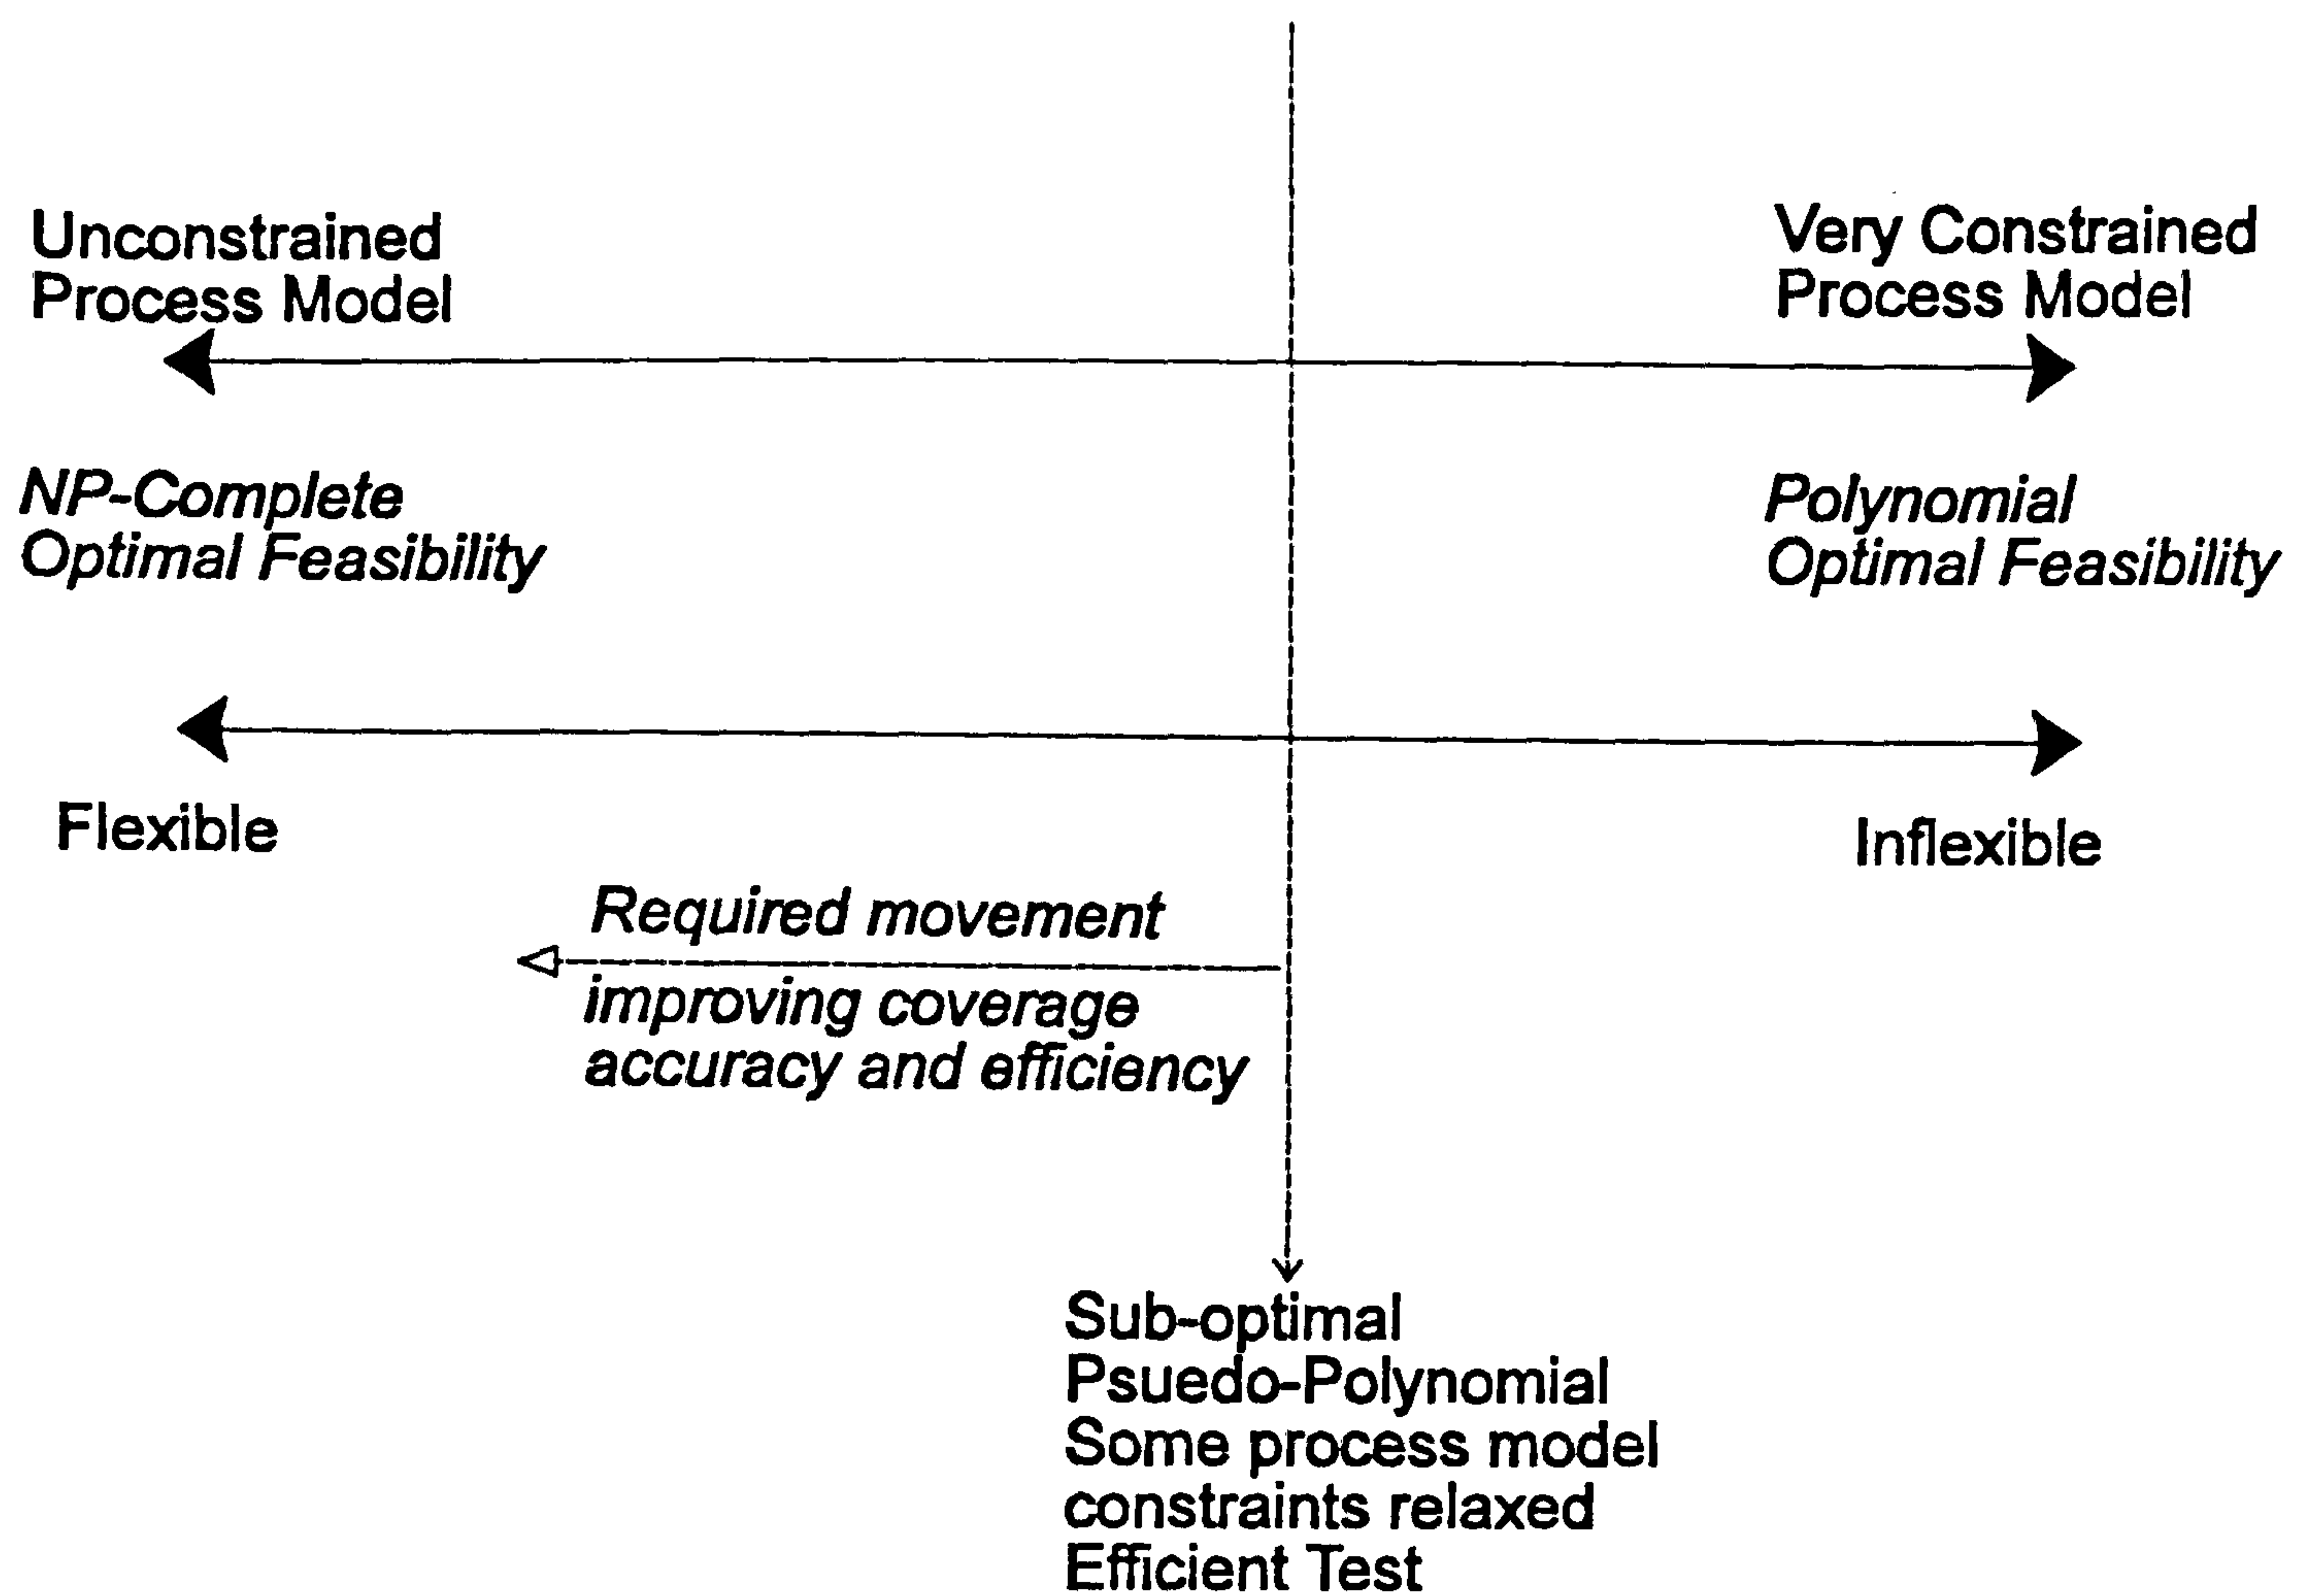 Unconstrained
Process Model
Very Constrained
Process Model
NP-Complete
Optimal Feasibility
Polynomial
Optimal Feasibility
Flexible
Inflexible
Required movement
improving coverage
accuracy and efficiency
Sub-optimal
Psuedo-Polynomial
Some process model
constraints relaxed
Efficient Test